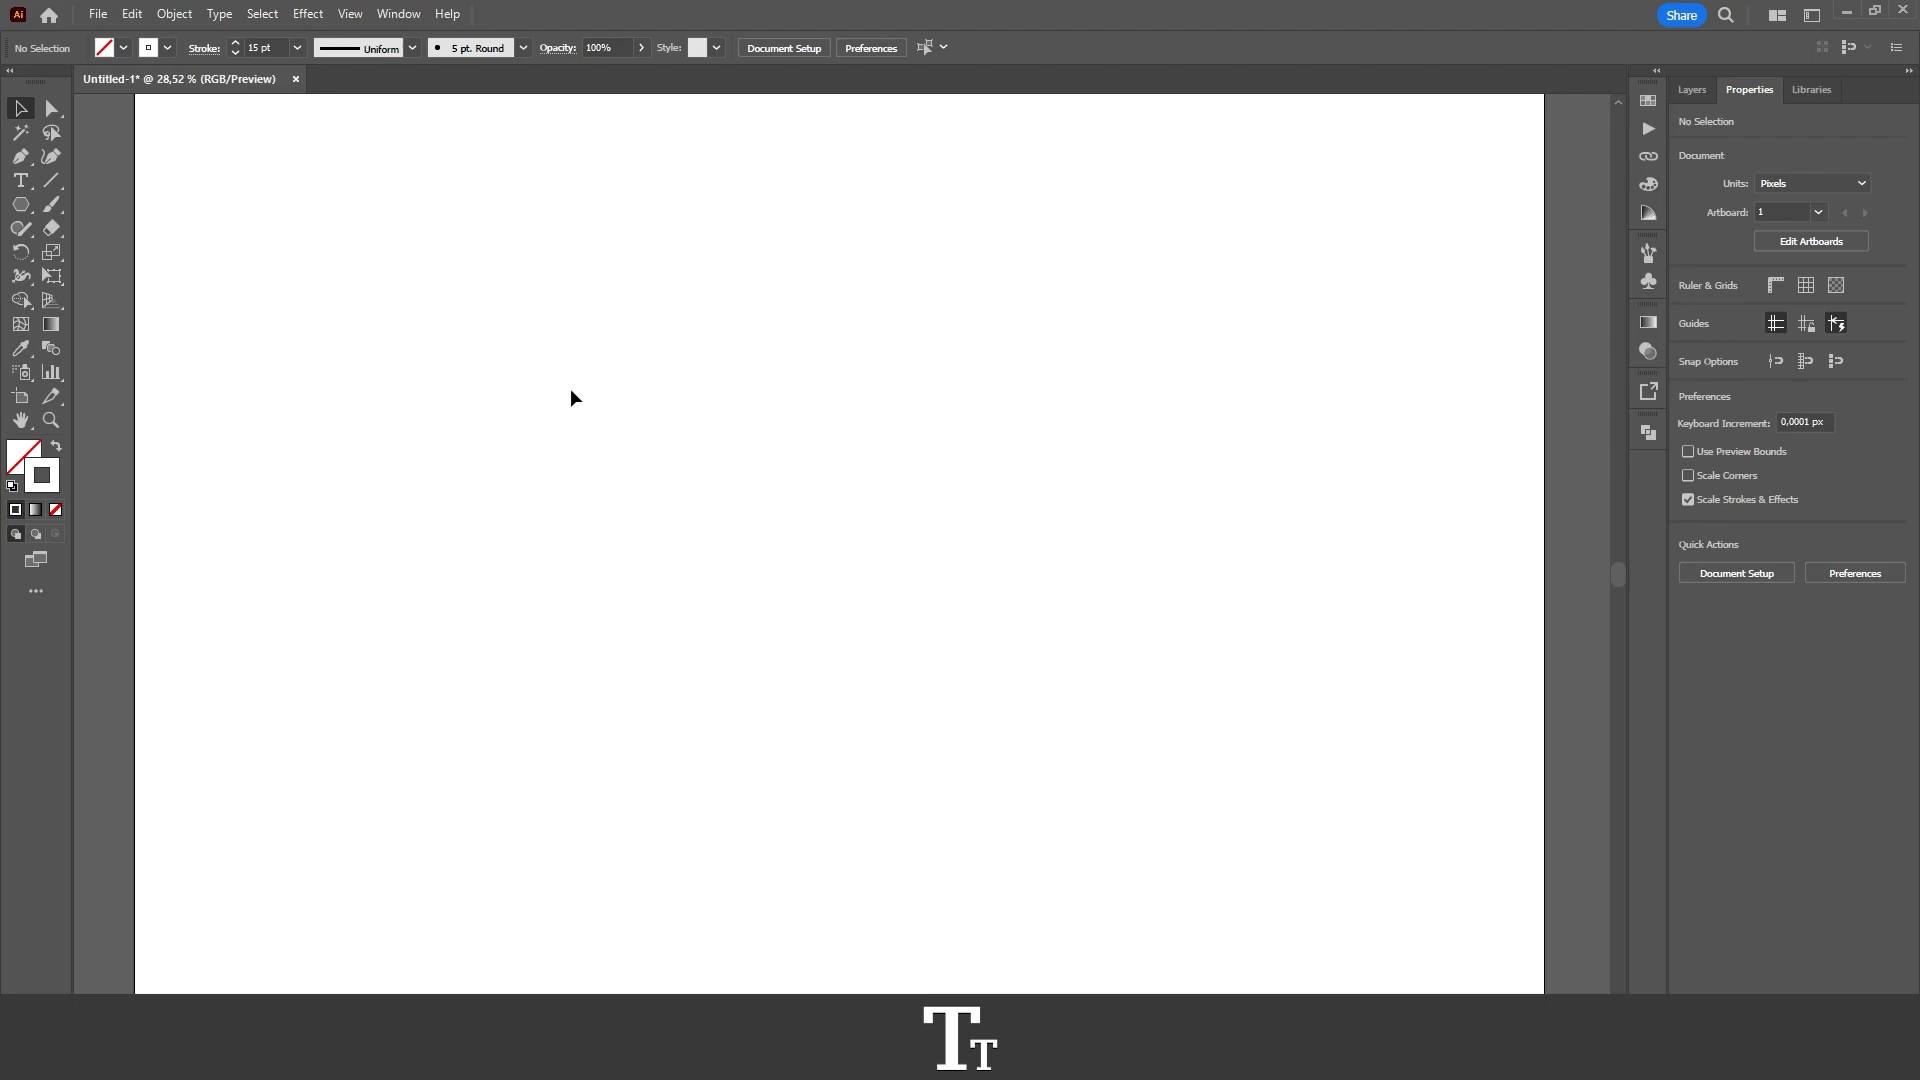 Ai File Edit Object Type Select Effect View Window Help Share
No Selection Stroke: 15 pt Uniform 5 pt. Round Opacity: 100% Style: Document Setup Preferences
Untitled-1* @ 28,52 % (RGB/Preview)
Layers Properties Libraries
No Selection
Document
Units: Pixels
Artboard: 1
Edit Artboards
Ruler & Grids
Guides
Snap Options
Preferences
Keyboard Increment: 0,0001 px
Use Preview Bounds
Scale Corners
Scale Strokes & Effects
Quick Actions
Document Setup Preferences
TT